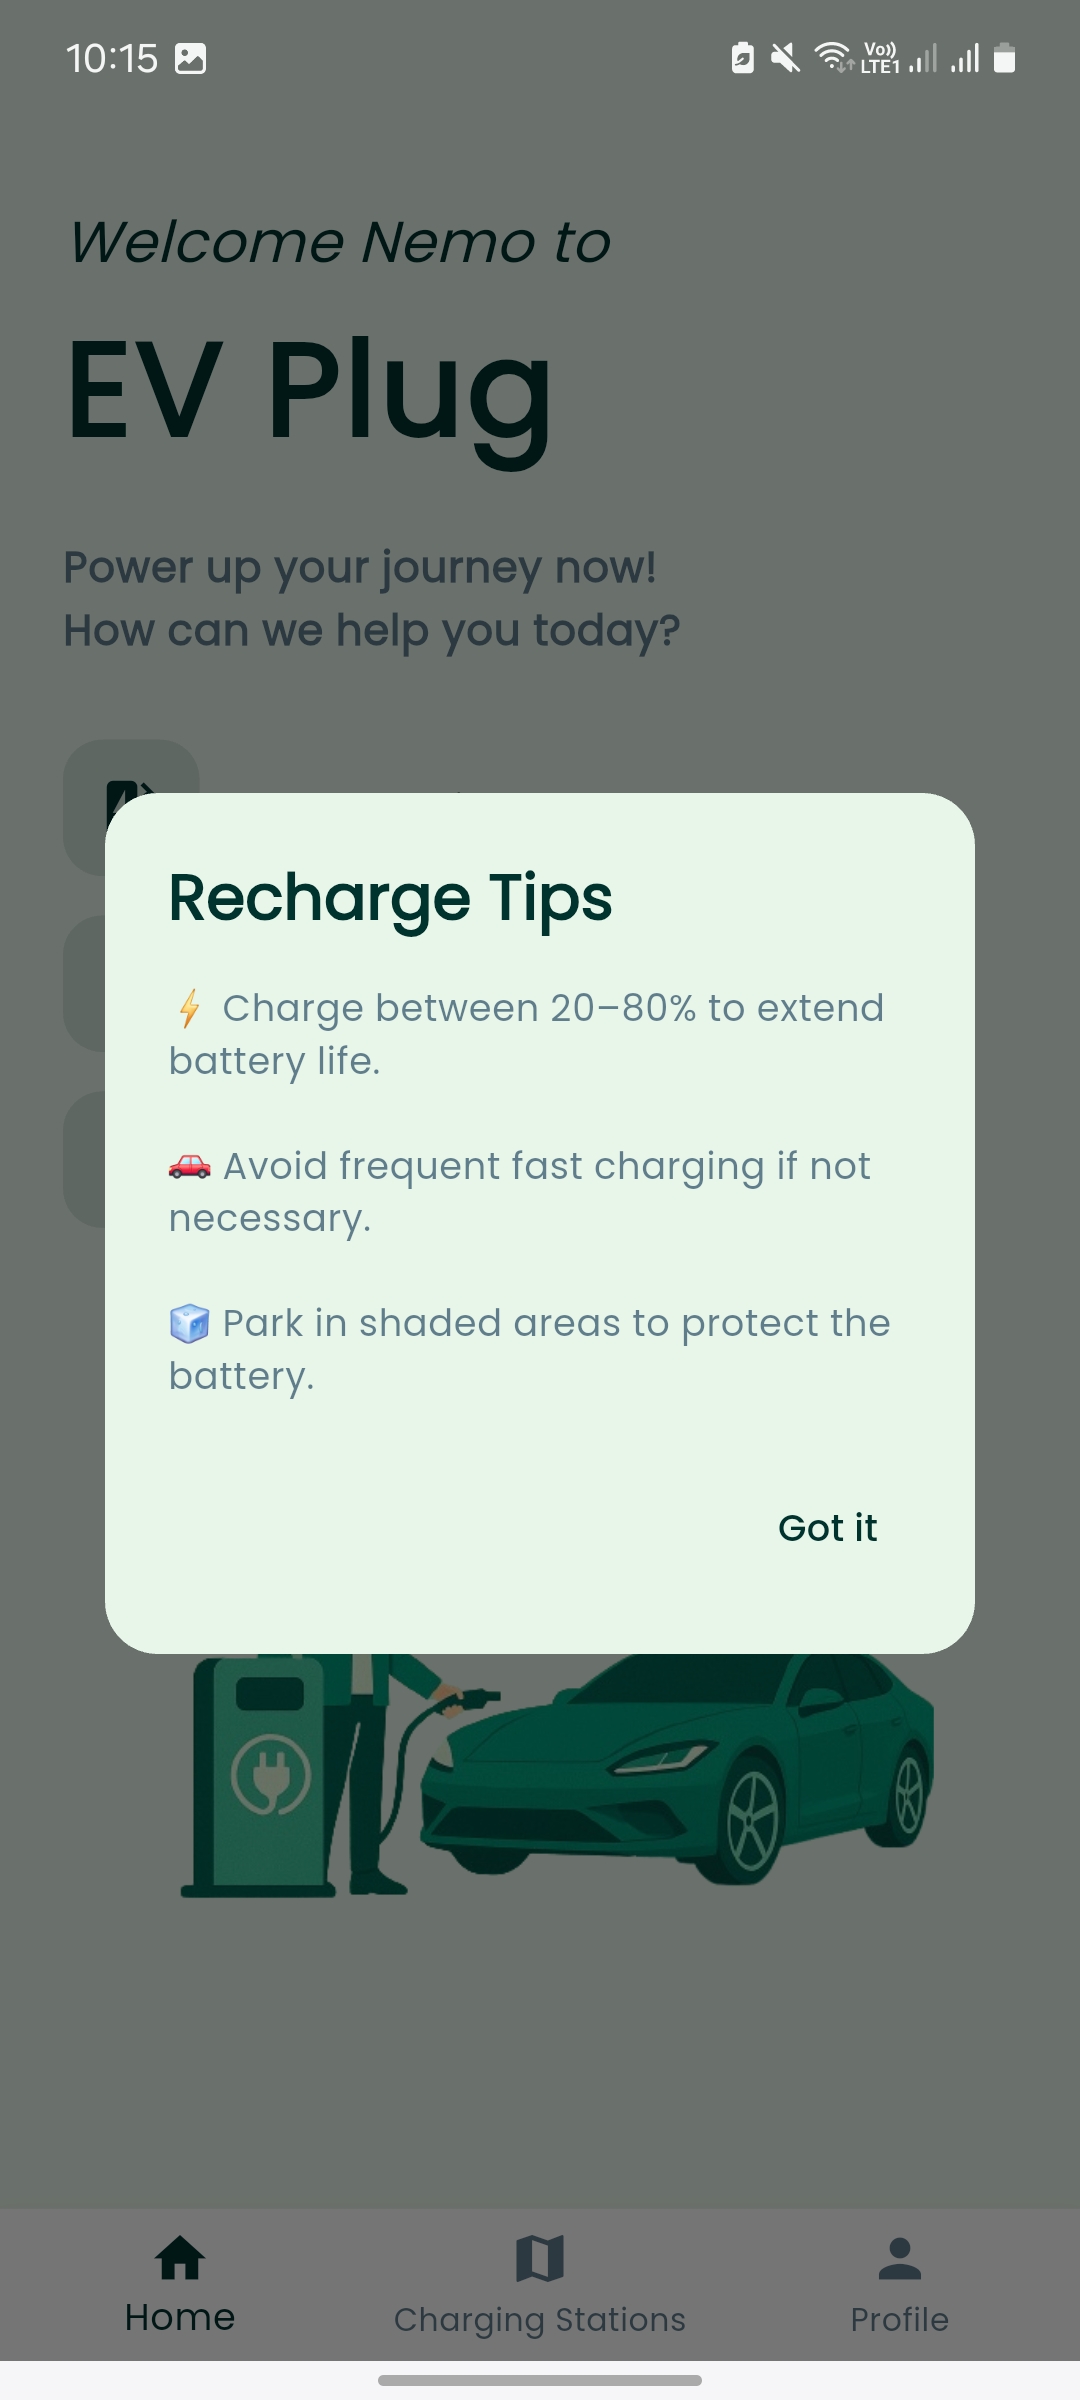 10:15
Vo))
LTE1
Welcome Nemo to
EV Plug
Power up your journey now!
How can we help you today?
Recharge Tips
⚡ Charge between 20–80% to extend
battery life.
🚗 Avoid frequent fast charging if not
necessary.
🧊 Park in shaded areas to protect the
battery.
Got it
Home
Charging Stations
Profile